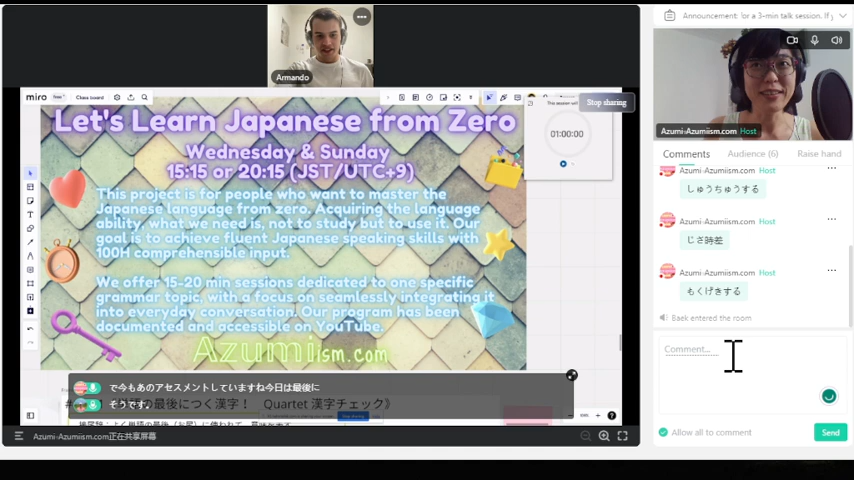 Announcement: for a 3-min talk session. If y
Armando
miro
Class board
Stop sharing
This session will
01:00:00
Let's Learn Japanese from Zero
Wednesday & Sunday
15:15 or 20:15 (JST/UTC+9)
This project is for people who want to master the
Japanese language from zero. Acquiring the language
ability, what we need is, not to study but to use it. Our
goal is to achieve fluent Japanese speaking skills with
100H comprehensible input.
We offer 15-20 min sessions dedicated to one specific
grammar topic, with a focus on seamlessly integrating it
into everyday conversation. Our program has been
documented and accessible on YouTube.
Azumiism.com
で今もあのアセスメントしていますね今日は最後に
そうです。
の最後につく漢字! Quartet 漢字チェック》
Azumi-Azumiism.com正在共享屏幕
Azumi-Azumiism.com Host
Comments
Audience (6)
Raise hand
Azumi-Azumiism.com Host
しゅうちゅうする
Azumi-Azumiism.com Host
じさ時差
Azumi-Azumiism.com Host
もくげきする
Baek entered the room
Comment...
Allow all to comment
Send